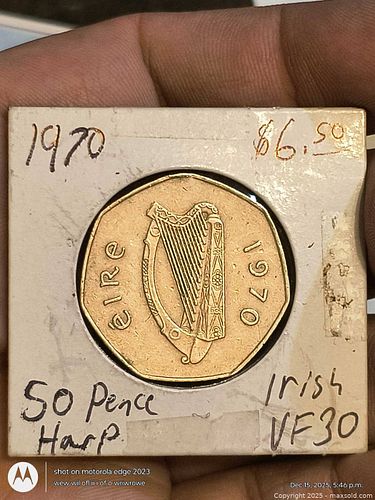 1970 $6.50
éire 1970
50 Pence
Harp
Irish
VF30
shot on motorola edge 2023
Dec 15, 2025, 5:46 p.m.
Copyright 2025 - maxsold.com